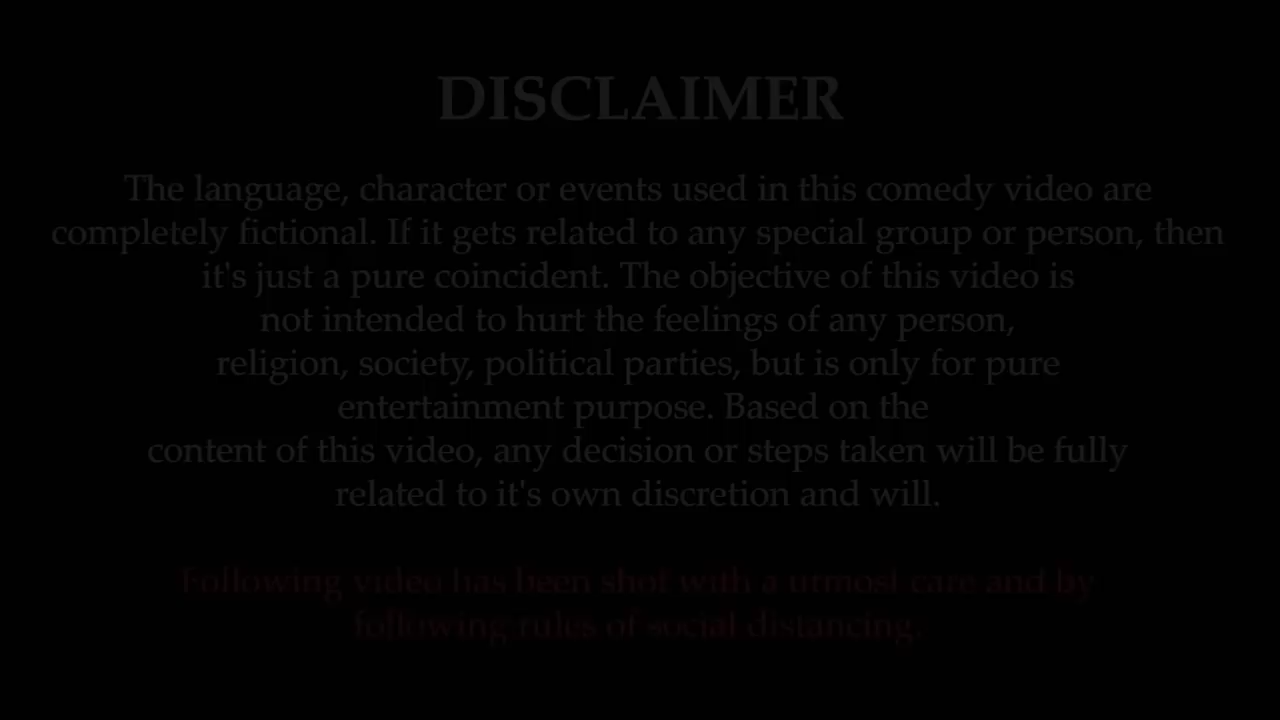 DISCLAIMER
The language, character or events used in this comedy video are
completely fictional. If it gets related to any special group or person, then
it's just a pure coincident. The objective of this video is
not intended to hurt the feelings of any person,
religion, society, political parties, but is only for pure
entertainment purpose. Based on the
content of this video, any decision or steps taken will be fully
related to it's own discretion and will.
Following video has been shot with a utmost care and by
following rules of social distancing.